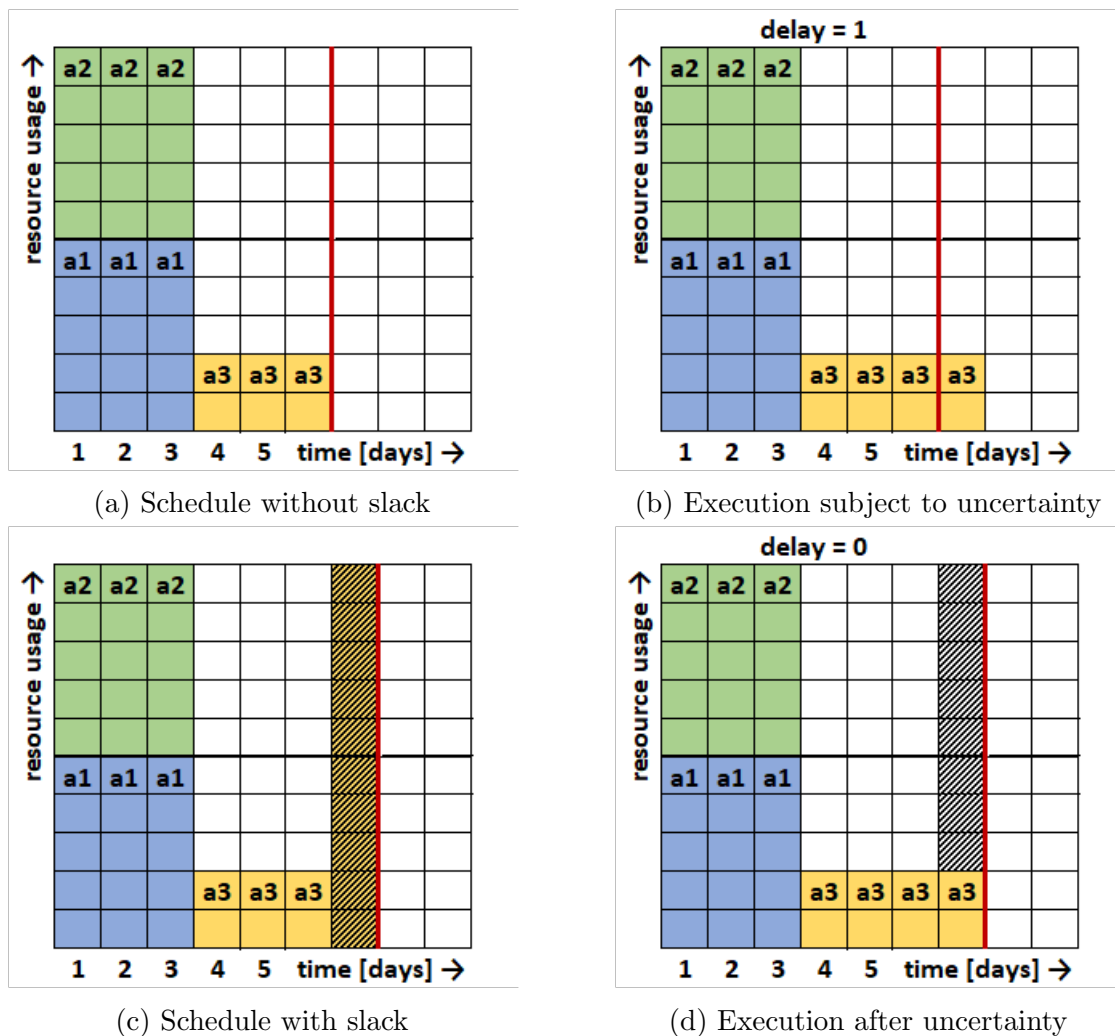 delay = 1
resource usage →
a2 a2 a2
a1 a1 a1
a3 a3 a3
1 2 3 4 5 time [days] →
(a) Schedule without slack
resource usage →
a2 a2 a2
a1 a1 a1
a3 a3 a3 a3
1 2 3 4 5 time [days] →
(b) Execution subject to uncertainty
resource usage →
a2 a2 a2
a1 a1 a1
a3 a3 a3
1 2 3 4 5 time [days] →
(c) Schedule with slack
delay = 0
resource usage →
a2 a2 a2
a1 a1 a1
a3 a3 a3 a3
1 2 3 4 5 time [days] →
(d) Execution after uncertainty